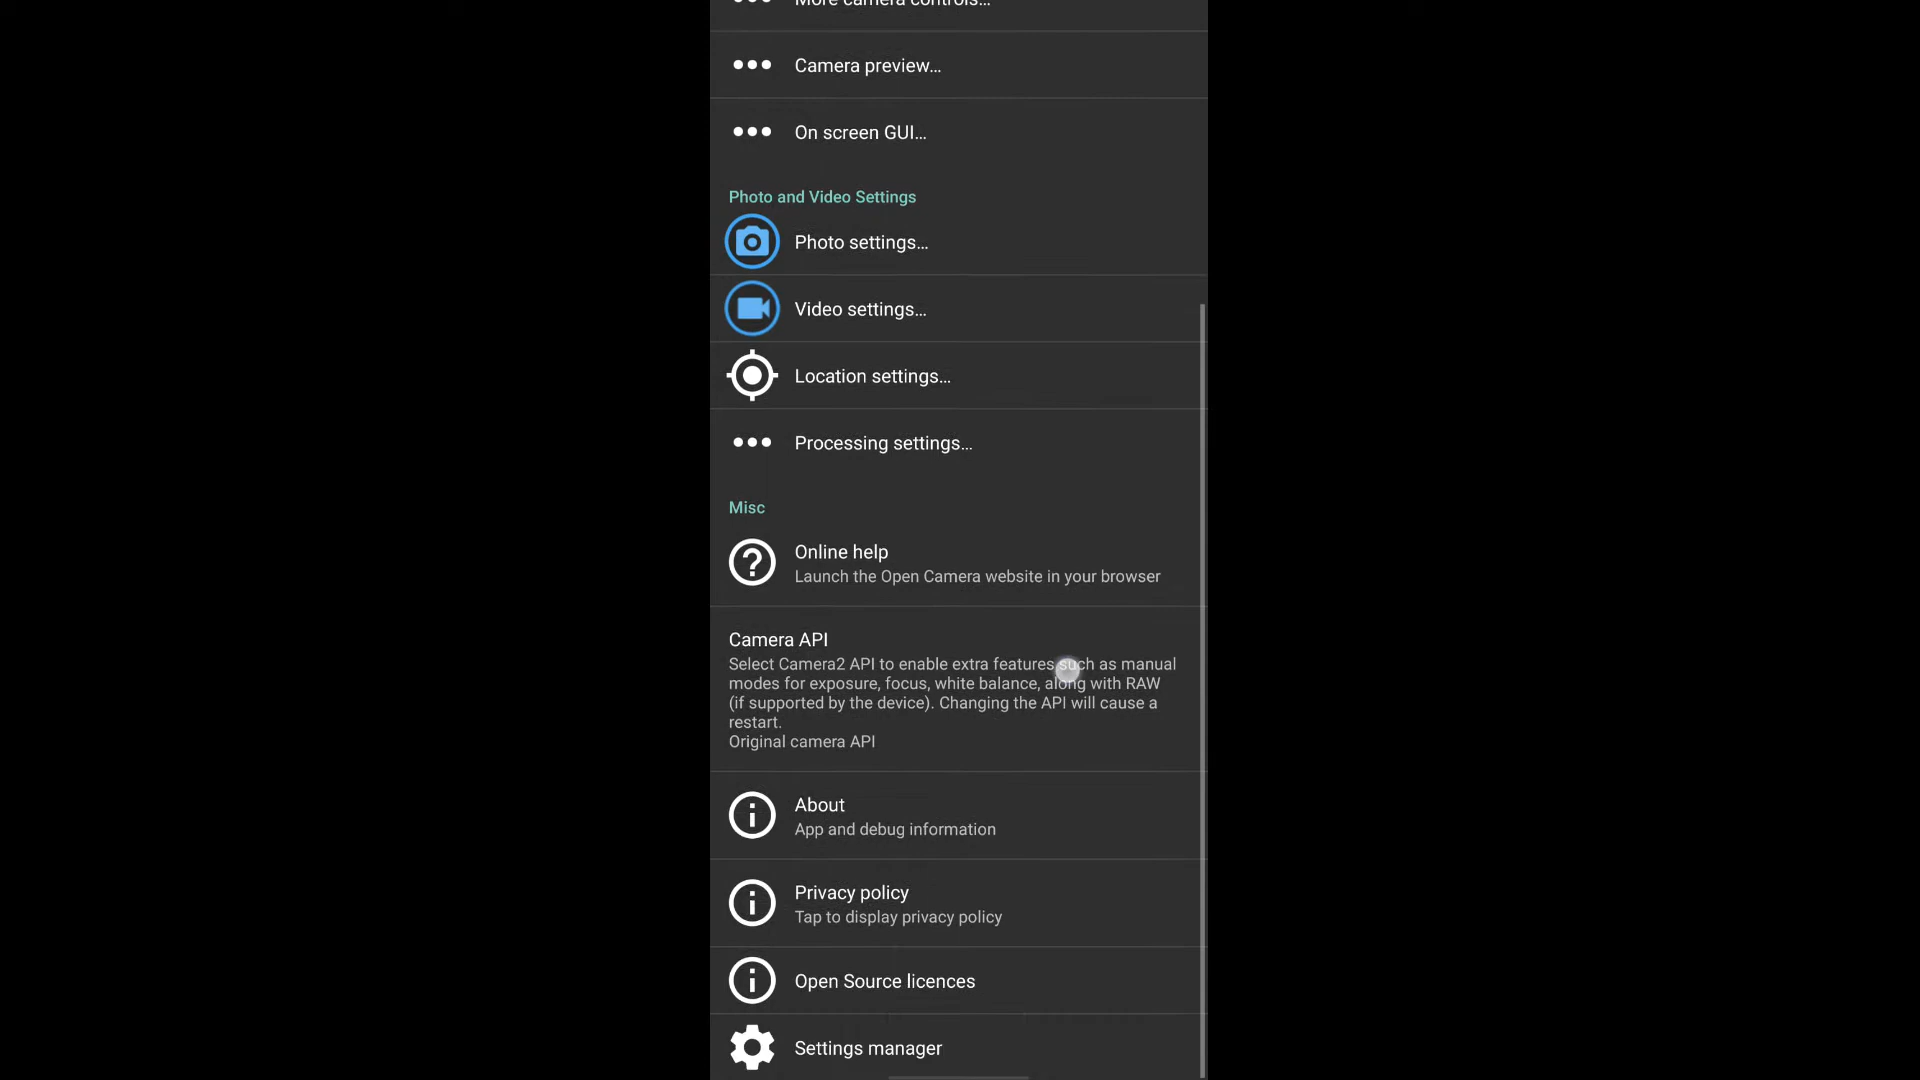 More camera controls...
Camera preview...
On screen GUI...
Photo and Video Settings
Photo settings...
Video settings...
Location settings...
Processing settings...
Misc
Online help
Launch the Open Camera website in your browser
Camera API
Select Camera2 API to enable extra features such as manual
modes for exposure, focus, white balance, along with RAW
(if supported by the device). Changing the API will cause a
restart.
Original camera API
About
App and debug information
Privacy policy
Tap to display privacy policy
Open Source licences
Settings manager